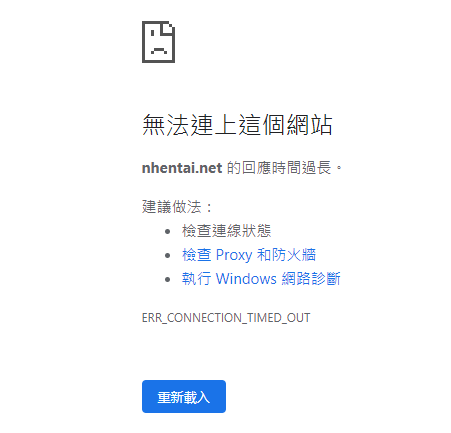 無法連上這個網站
nhentai.net 的回應時間過長。
建議做法：
檢查連線狀態
檢查 Proxy 和防火牆
執行 Windows 網路診斷
ERR_CONNECTION_TIMED_OUT
重新載入